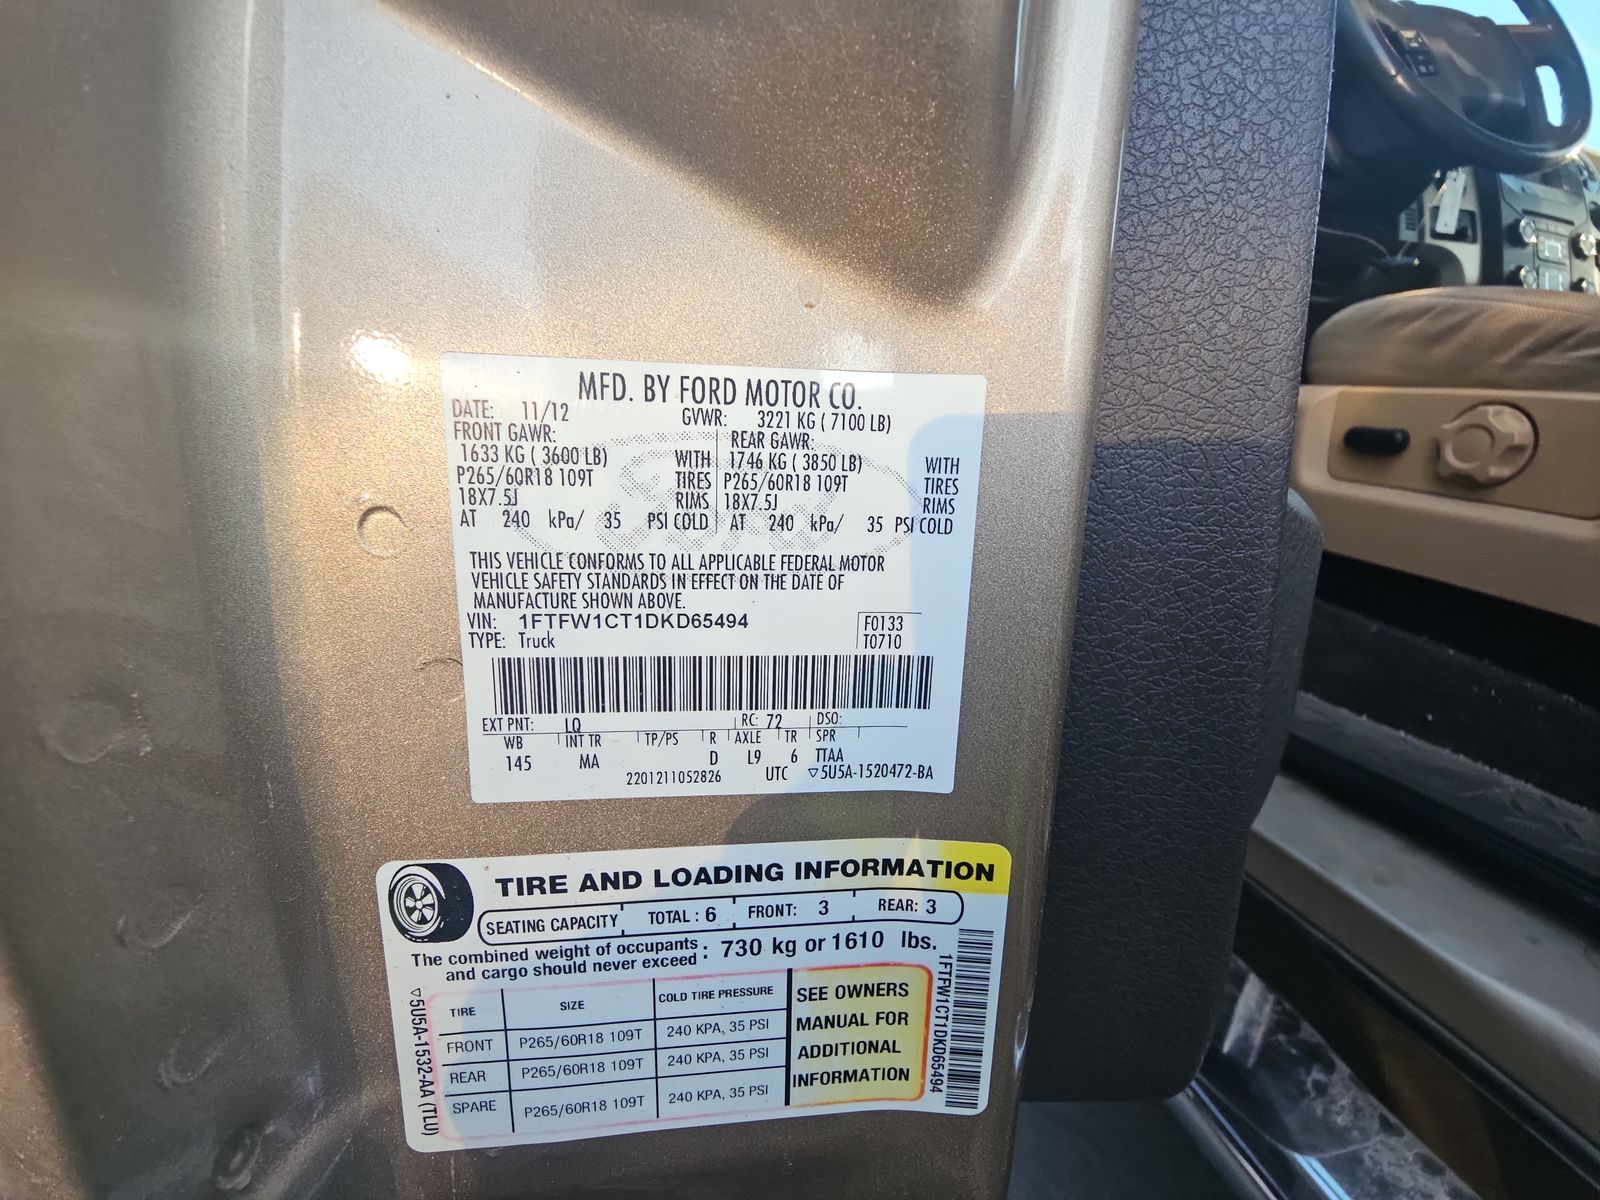 MFD. BY FORD MOTOR CO.
DATE: 11/12 GVWR: 3221 KG ( 7100 LB)
FRONT GAWR: REAR GAWR:
1633 KG ( 3600 LB) WITH 1746 KG ( 3850 LB) WITH
P265/60R18 109T TIRES P265/60R18 109T TIRES
18X7.5J RIMS 18X7.5J RIMS
AT 240 kPa/ 35 PSI COLD AT 240 kPa/ 35 PSI COLD
THIS VEHICLE CONFORMS TO ALL APPLICABLE FEDERAL MOTOR
VEHICLE SAFETY STANDARDS IN EFFECT ON THE DATE OF
MANUFACTURE SHOWN ABOVE.
VIN: 1FTFW1CT1DKD65494 F0133
TYPE: Truck T0710
EXT PNT: LQ RC: 72 DSO:
WB INT TR TP/PS R AXLE TR SPR
145 MA D L9 6 TTAA
2201211052826 UTC ▽5U5A-1520472-BA
TIRE AND LOADING INFORMATION
SEATING CAPACITY TOTAL : 6 FRONT: 3 REAR: 3
The combined weight of occupants : 730 kg or 1610 lbs.
and cargo should never exceed :
TIRE SIZE COLD TIRE PRESSURE
FRONT P265/60R18 109T 240 KPA, 35 PSI
REAR P265/60R18 109T 240 KPA, 35 PSI
SPARE P265/60R18 109T 240 KPA, 35 PSI
SEE OWNERS
MANUAL FOR
ADDITIONAL
INFORMATION
▽5U5A-1532-AA (TLU)
1FTFW1CT1DKD65494